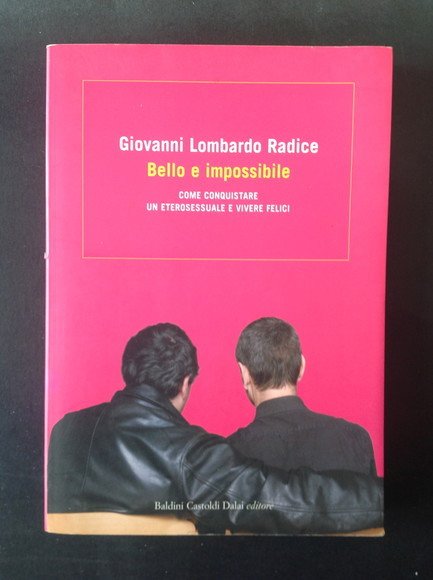 Giovanni Lombardo Radice
Bello e impossibile
COME CONQUISTARE
UN ETEROSESSUALE E VIVERE FELICI
Baldini Castoldi Dalai editore